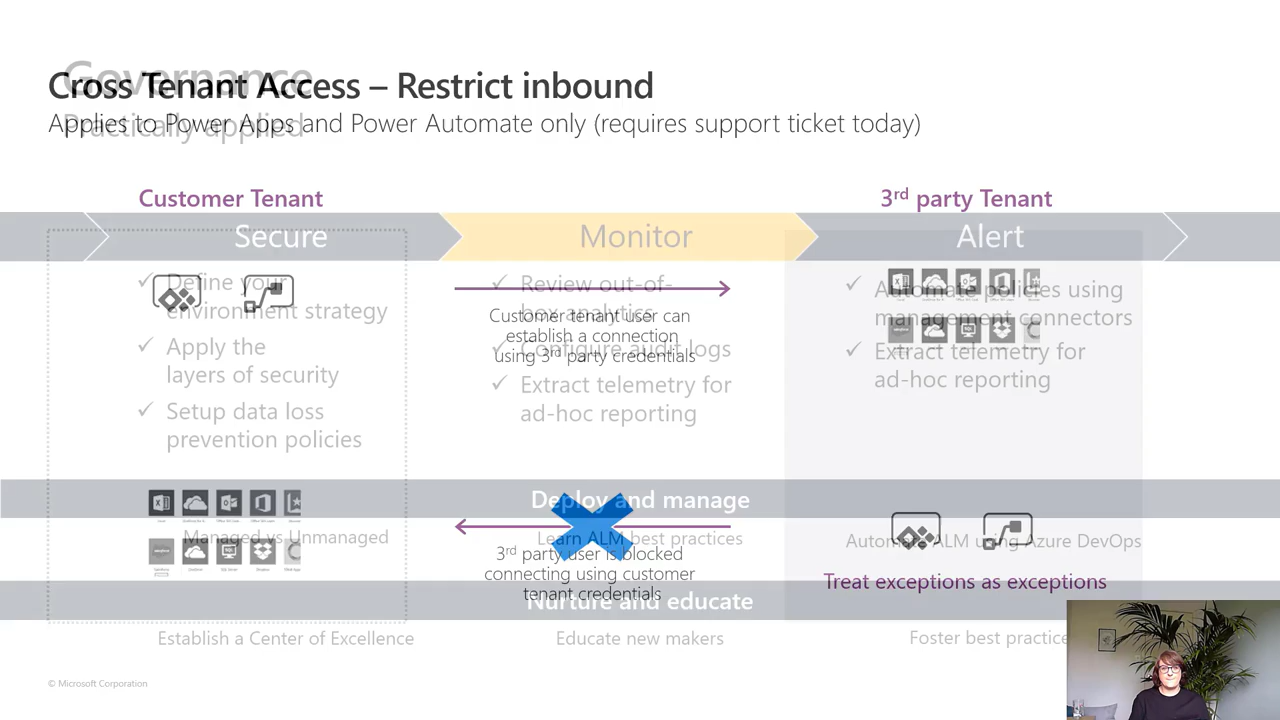 Governance
Cross Tenant Access – Restrict inbound
Practically applied
Applies to Power Apps and Power Automate only (requires support ticket today)
Customer Tenant
3rd party Tenant
Secure
Monitor
Alert
Define your
environment strategy
Apply the
layers of security
Setup data loss
prevention policies
Review out-of-
box analytics
Configure audit logs
Extract telemetry for
ad-hoc reporting
Customer tenant user can
establish a connection
using 3rd party credentials
Automate policies using
management connectors
Extract telemetry for
ad-hoc reporting
Deploy and manage
Managed vs Unmanaged
Learn ALM best practices
Automate ALM using Azure DevOps
3rd party user is blocked
connecting using customer
tenant credentials
Treat exceptions as exceptions
Nurture and educate
Establish a Center of Excellence
Educate new makers
Foster best practice
© Microsoft Corporation